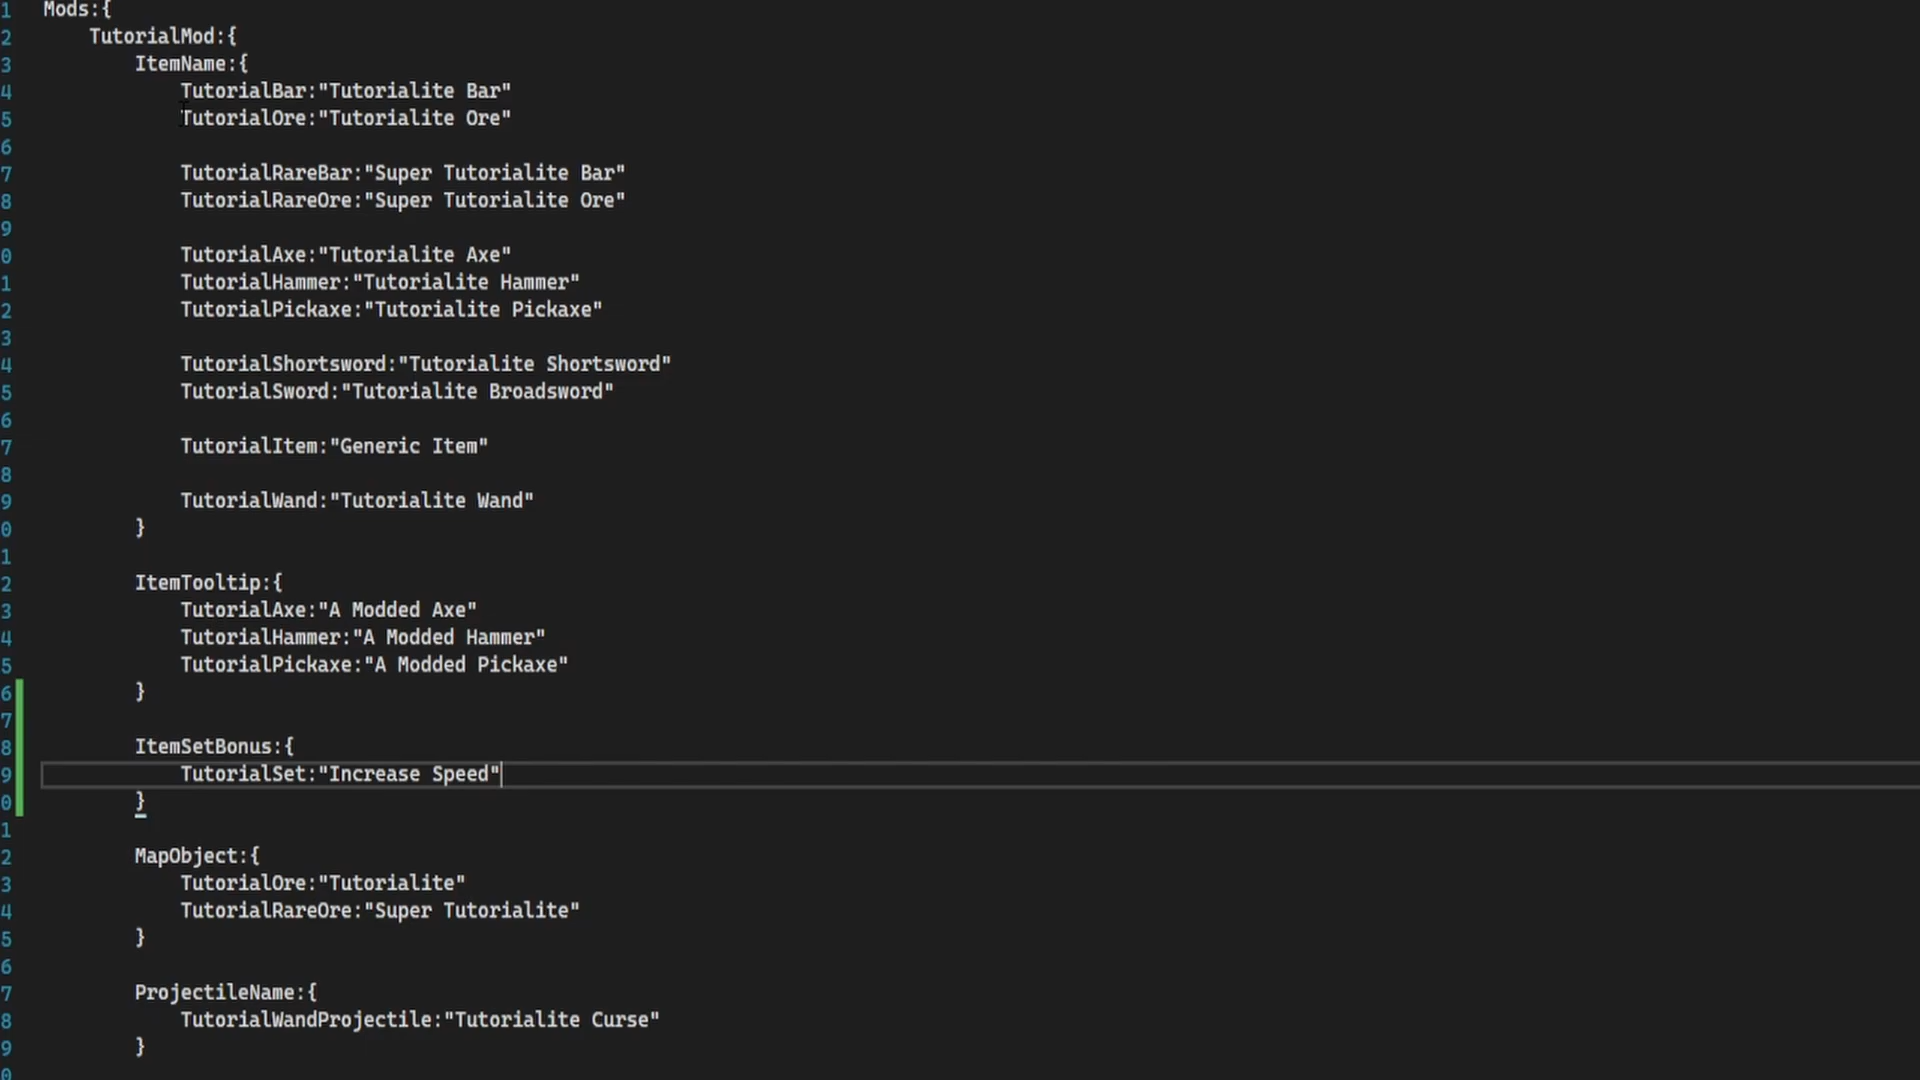 1 Mods:{
2 TutorialMod:{
3 ItemName:{
4 TutorialBar:"Tutorialite Bar"
5 TutorialOre:"Tutorialite Ore"
6
7 TutorialRareBar:"Super Tutorialite Bar"
8 TutorialRareOre:"Super Tutorialite Ore"
9
0 TutorialAxe:"Tutorialite Axe"
1 TutorialHammer:"Tutorialite Hammer"
2 TutorialPickaxe:"Tutorialite Pickaxe"
3
4 TutorialShortsword:"Tutorialite Shortsword"
5 TutorialSword:"Tutorialite Broadsword"
6
7 TutorialItem:"Generic Item"
8
9 TutorialWand:"Tutorialite Wand"
0 }
1
2 ItemTooltip:{
3 TutorialAxe:"A Modded Axe"
4 TutorialHammer:"A Modded Hammer"
5 TutorialPickaxe:"A Modded Pickaxe"
6 }
7
8 ItemSetBonus:{
9 TutorialSet:"Increase Speed"
0 }
1
2 MapObject:{
3 TutorialOre:"Tutorialite"
4 TutorialRareOre:"Super Tutorialite"
5 }
6
7 ProjectileName:{
8 TutorialWandProjectile:"Tutorialite Curse"
9 }
0